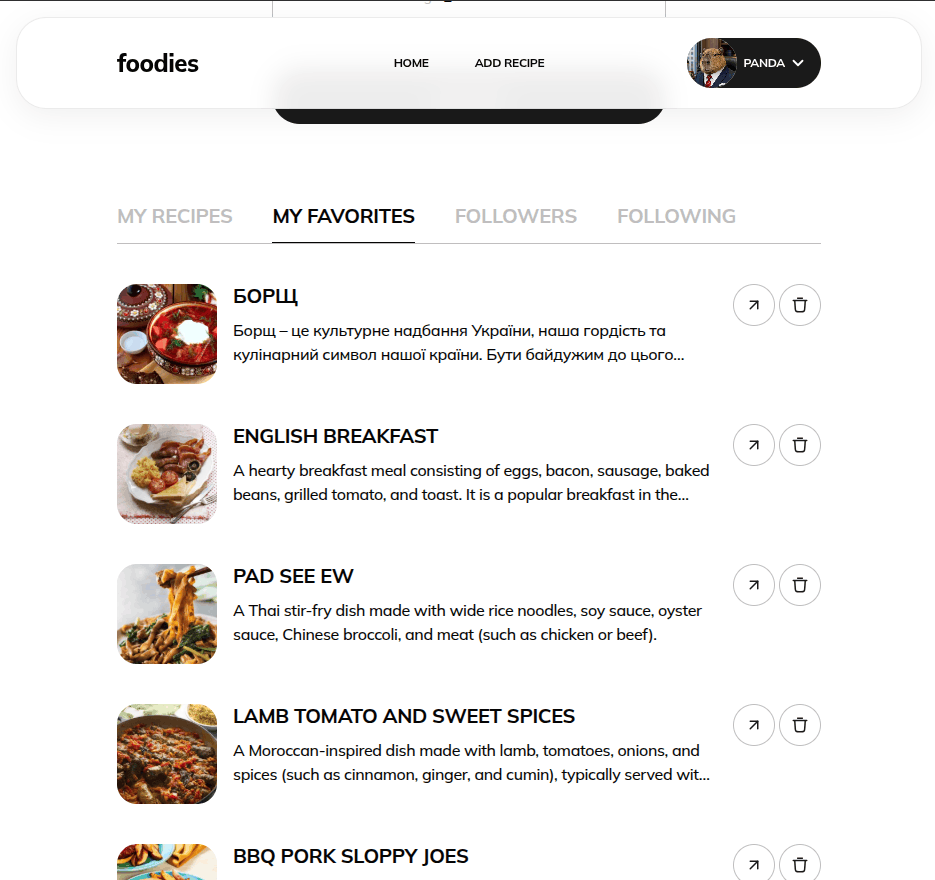 foodies
HOME
ADD RECIPE
PANDA
MY RECIPES
MY FAVORITES
FOLLOWERS
FOLLOWING
БОРЩ
Борщ – це культурне надбання України, наша гордість та
кулінарний символ нашої країни. Бути байдужим до цього...
ENGLISH BREAKFAST
A hearty breakfast meal consisting of eggs, bacon, sausage, baked
beans, grilled tomato, and toast. It is a popular breakfast in the...
PAD SEE EW
A Thai stir-fry dish made with wide rice noodles, soy sauce, oyster
sauce, Chinese broccoli, and meat (such as chicken or beef).
LAMB TOMATO AND SWEET SPICES
A Moroccan-inspired dish made with lamb, tomatoes, onions, and
spices (such as cinnamon, ginger, and cumin), typically served wit...
BBQ PORK SLOPPY JOES